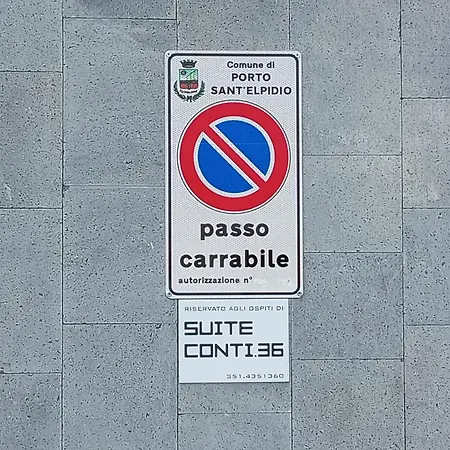 Comune di
PORTO
SANT'ELPIDIO
passo
carrabile
autorizzazione n°
RISERVATO AGLI OSPITI DI
SUITE
CONTI.36
351.4351360